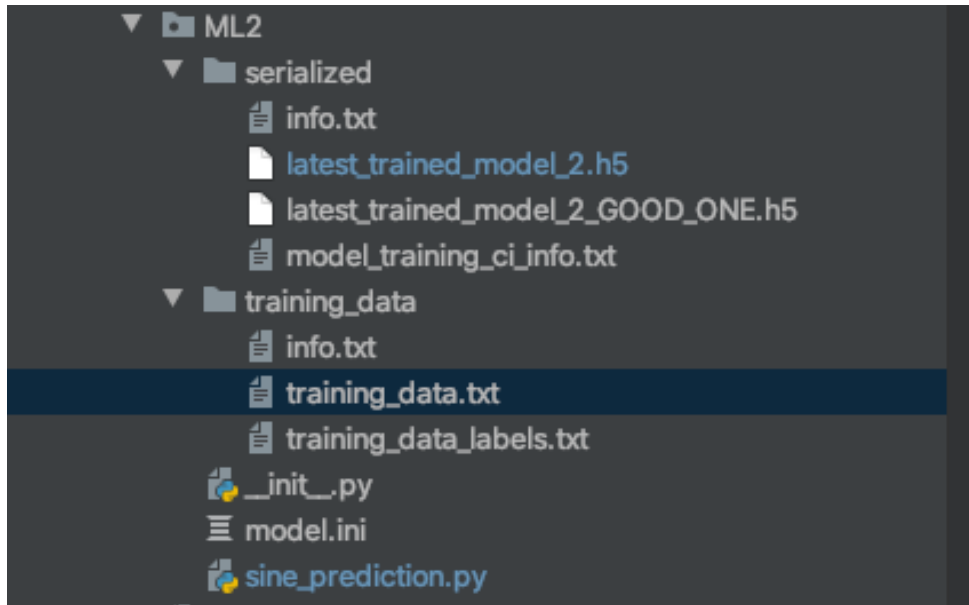 ML2
serialized
info.txt
latest_trained_model_2.h5
latest_trained_model_2_GOOD_ONE.h5
model_training_ci_info.txt
training_data
info.txt
training_data.txt
training_data_labels.txt
__init__.py
model.ini
sine_prediction.py